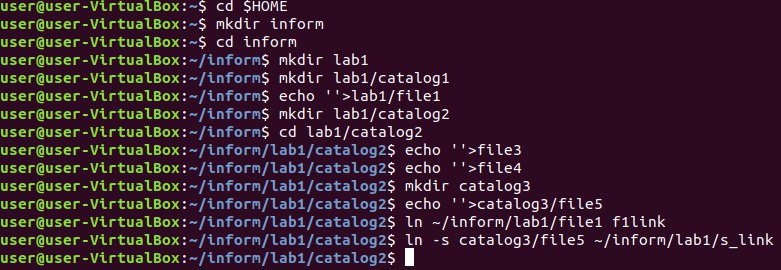 user@user-VirtualBox:~$ cd $HOME
user@user-VirtualBox:~$ mkdir inform
user@user-VirtualBox:~$ cd inform
user@user-VirtualBox:~/inform$ mkdir lab1
user@user-VirtualBox:~/inform$ mkdir lab1/catalog1
user@user-VirtualBox:~/inform$ echo ''>lab1/file1
user@user-VirtualBox:~/inform$ mkdir lab1/catalog2
user@user-VirtualBox:~/inform$ cd lab1/catalog2
user@user-VirtualBox:~/inform/lab1/catalog2$ echo ''>file3
user@user-VirtualBox:~/inform/lab1/catalog2$ echo ''>file4
user@user-VirtualBox:~/inform/lab1/catalog2$ mkdir catalog3
user@user-VirtualBox:~/inform/lab1/catalog2$ echo ''>catalog3/file5
user@user-VirtualBox:~/inform/lab1/catalog2$ ln ~/inform/lab1/file1 f1link
user@user-VirtualBox:~/inform/lab1/catalog2$ ln -s catalog3/file5 ~/inform/lab1/s_link
user@user-VirtualBox:~/inform/lab1/catalog2$